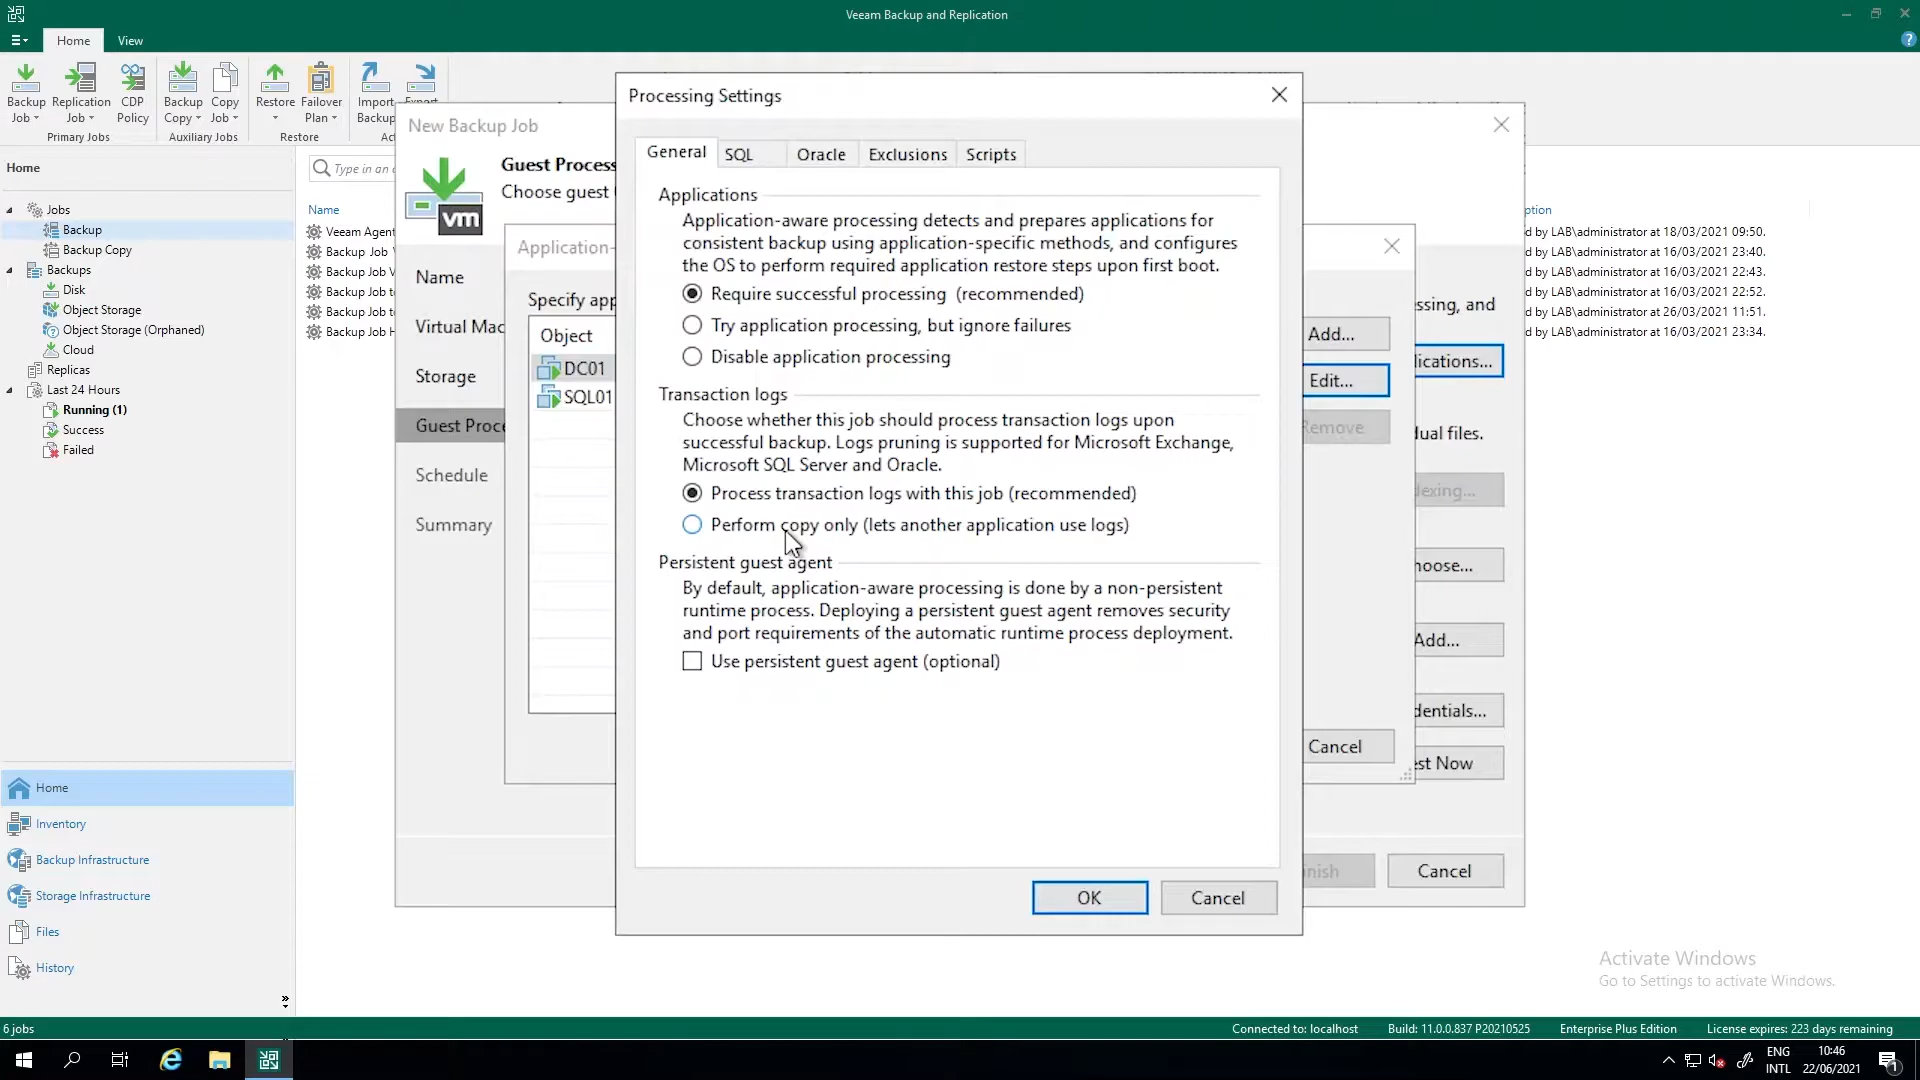 Veeam Backup and Replication
Home
View
Backup Job
Replication Job
CDP Policy
Primary Jobs
Backup Copy
Copy Job
Auxiliary Jobs
Restore
Failover Plan
Restore
Import Backup
Export
Home
Jobs
Backup
Backup Copy
Backups
Disk
Object Storage
Object Storage (Orphaned)
Cloud
Replicas
Last 24 Hours
Running (1)
Success
Failed
Home
Inventory
Backup Infrastructure
Storage Infrastructure
Files
History
Type in an
Name
Veeam Agent
Backup Job
Backup Job V
Backup Job
Backup Job
Backup Job H
ption
d by LAB\administrator at 18/03/2021 09:50.
d by LAB\administrator at 16/03/2021 23:40.
d by LAB\administrator at 16/03/2021 22:43.
d by LAB\administrator at 16/03/2021 22:52.
d by LAB\administrator at 26/03/2021 11:51.
d by LAB\administrator at 16/03/2021 23:34.
New Backup Job
vm
Guest Process
Choose guest
Name
Virtual Mac
Storage
Guest Proce
Schedule
Summary
ssing, and
lications...
dual files.
dexing...
hoose...
Add...
dentials...
est Now
inish
Cancel
Application-
Specify app
Object
DC01
SQL01
Add...
Edit...
Remove
Cancel
Processing Settings
General
SQL
Oracle
Exclusions
Scripts
Applications
Application-aware processing detects and prepares applications for
consistent backup using application-specific methods, and configures
the OS to perform required application restore steps upon first boot.
Require successful processing (recommended)
Try application processing, but ignore failures
Disable application processing
Transaction logs
Choose whether this job should process transaction logs upon
successful backup. Logs pruning is supported for Microsoft Exchange,
Microsoft SQL Server and Oracle.
Process transaction logs with this job (recommended)
Perform copy only (lets another application use logs)
Persistent guest agent
By default, application-aware processing is done by a non-persistent
runtime process. Deploying a persistent guest agent removes security
and port requirements of the automatic runtime process deployment.
Use persistent guest agent (optional)
OK
Cancel
Activate Windows
Go to Settings to activate Windows.
6 jobs
Connected to: localhost
Build: 11.0.0.837 P20210525
Enterprise Plus Edition
License expires: 223 days remaining
ENG
INTL
10:46
22/06/2021
1